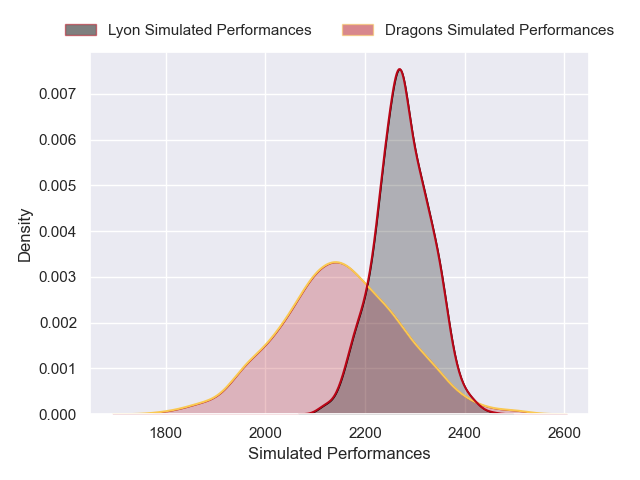 Lyon Simulated Performances Dragons Simulated Performances
0.007
0.006
0.005
0.004
0.003
0.002
0.001
0.000
Density
1800 2000 2200 2400 2600
Simulated Performances